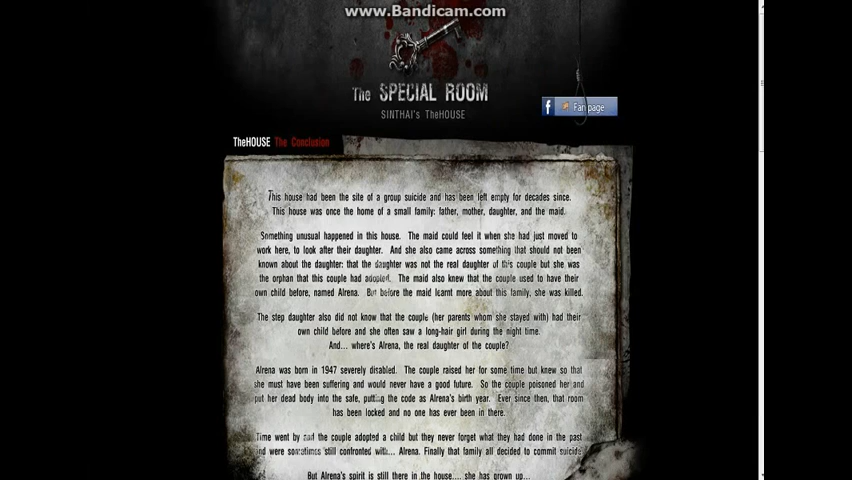 www.Bandicam.com
The SPECIAL ROOM
SINTHAI's TheHOUSE
f Fan page
TheHOUSE The Conclusion
This house had been the site of a group suicide and has been left empty for decades since.
This house was once the home of a small family: father, mother, daughter, and the maid.
Something unusual happened in this house. The maid could feel it when she had just moved to
work here, to look after their daughter. And she also came across something that should not been
known about the daughter: that the daughter was not the real daughter of this couple but she was
the orphan that this couple had adopted. The maid also knew that the couple used to have their
own child before, named Alrena. But before the maid learnt more about this family, she was killed.
The step daughter also did not know that the couple (her parents whom she stayed with) had their
own child before and she often saw a long-hair girl during the night time.
And... where's Alrena, the real daughter of the couple?
Alrena was born in 1947 severely disabled. The couple raised her for some time but knew so that
she must have been suffering and would never have a good future. So the couple poisoned her and
put her dead body into the safe, putting the code as Alrena's birth year. Ever since then, that room
has been locked and no one has ever been in there.
Time went by and the couple adopted a child but they never forget what they had done in the past
and were sometimes still confronted with... Alrena. Finally that family all decided to commit suicide
But Alrena's spirit is still there in the house.... she has grown up...